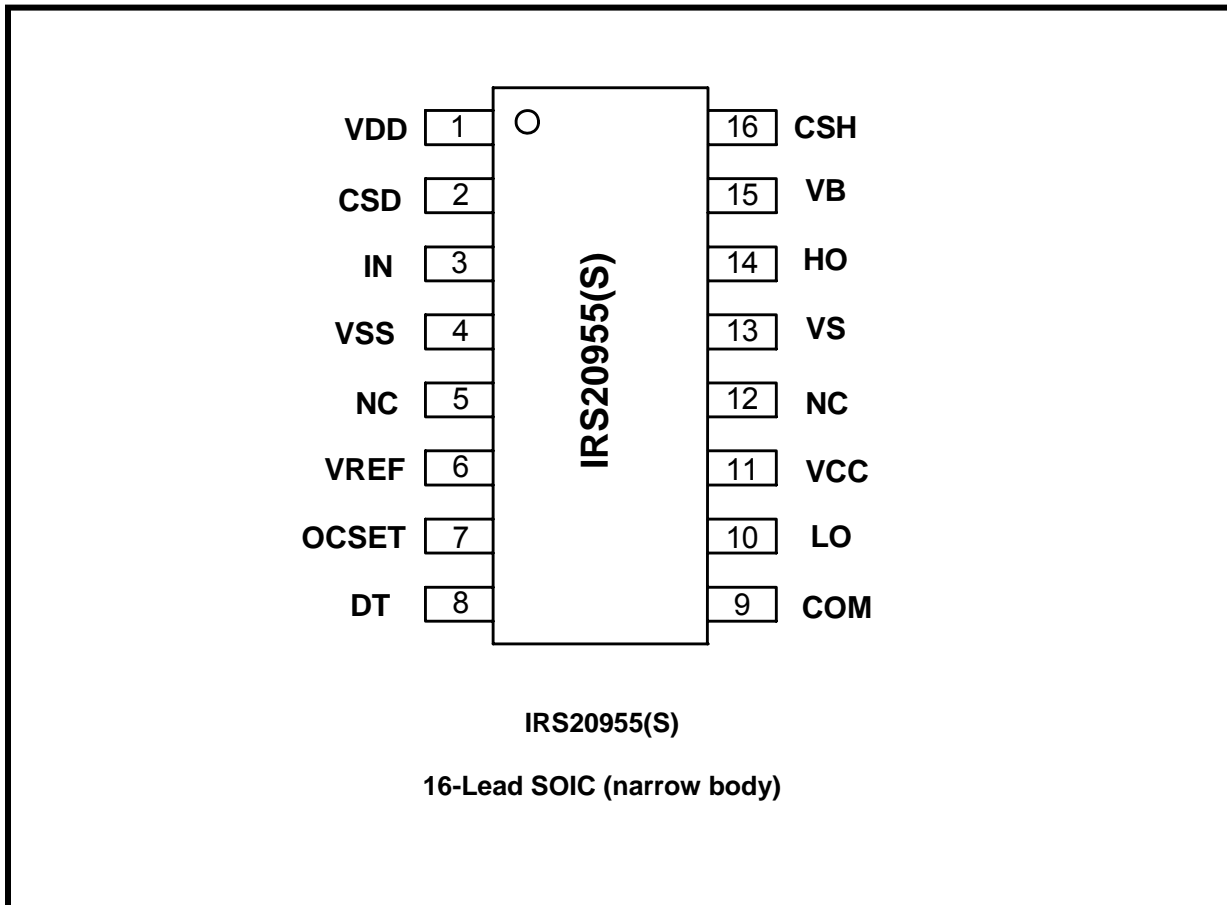 VDD 1 16 CSH
CSD 2 15 VB
IN 3 14 HO
VSS 4 13 VS
NC 5 12 NC
VREF 6 11 VCC
OCSET 7 10 LO
DT 8 9 COM
IRS20955(S)
IRS20955(S)
16-Lead SOIC (narrow body)